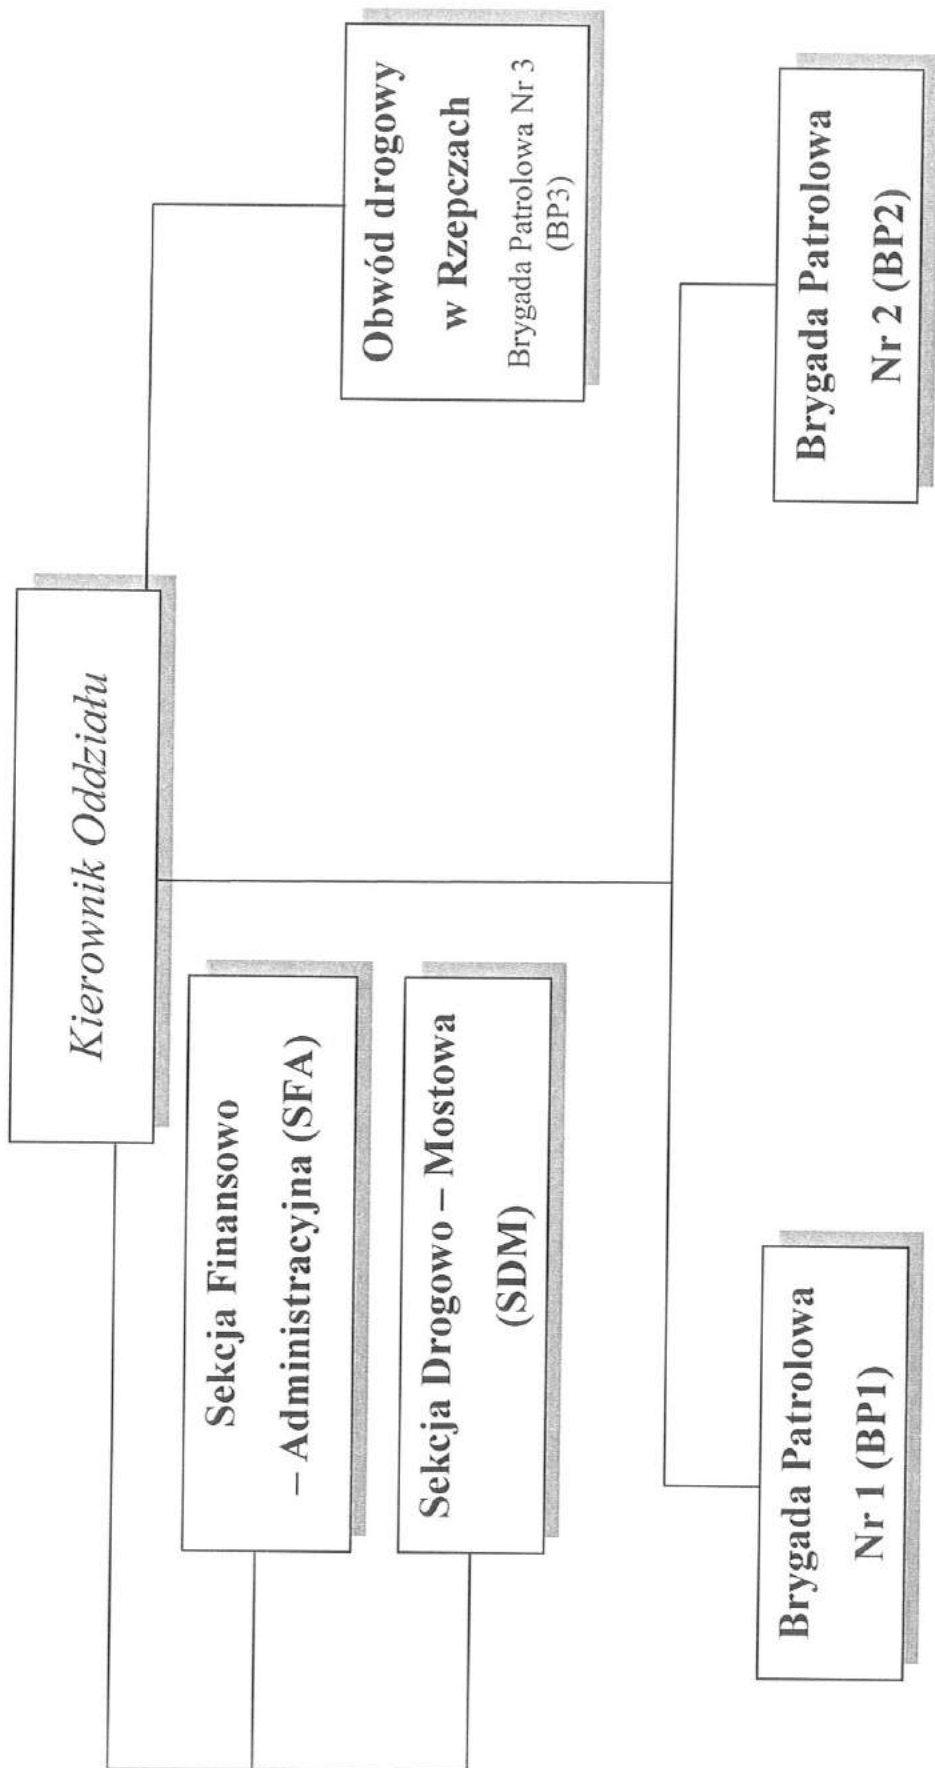 Kierownik Oddziału
Sekcja Finansowo
– Administracyjna (SFA)
Sekcja Drogowo – Mostowa
(SDM)
Obwód drogowy
w Rzepczach
Brygada Patrolowa Nr 3
(BP3)
Brygada Patrolowa
Nr 1 (BP1)
Brygada Patrolowa
Nr 2 (BP2)